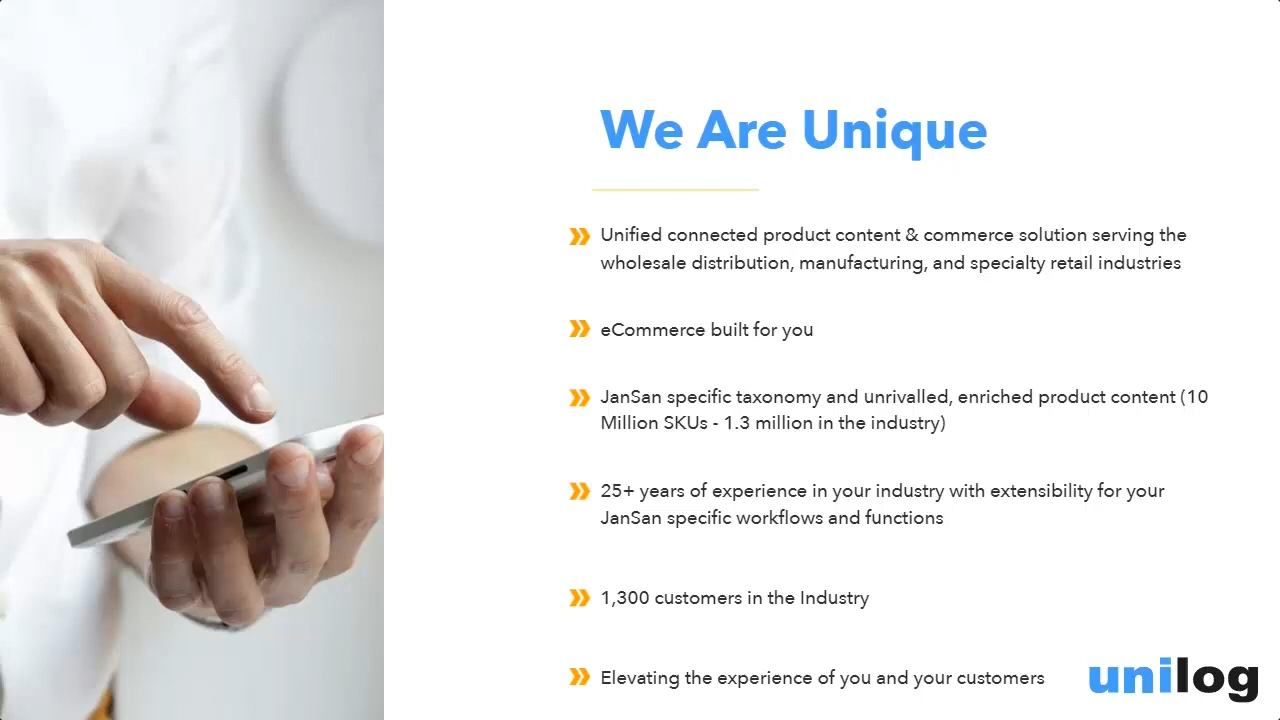 We Are Unique
Unified connected product content & commerce solution serving the
wholesale distribution, manufacturing, and specialty retail industries
eCommerce built for you
JanSan specific taxonomy and unrivalled, enriched product content (10
Million SKUs - 1.3 million in the industry)
25+ years of experience in your industry with extensibility for your
JanSan specific workflows and functions
1,300 customers in the Industry
Elevating the experience of you and your customers
unilog